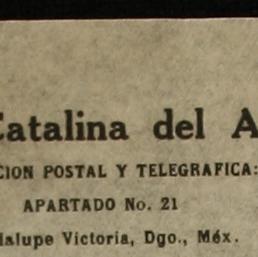 Catalina del A
CION POSTAL Y TELEGRAFICA:
APARTADO No. 21
dalupe Victoria, Dgo., Méx.